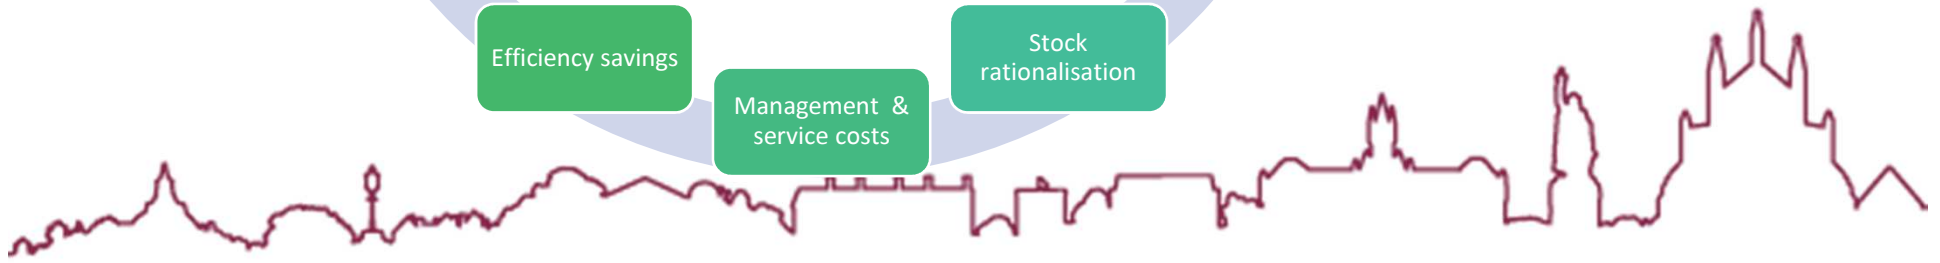 Efficiency savings
Management & 
service costs
Stock
rationalisation